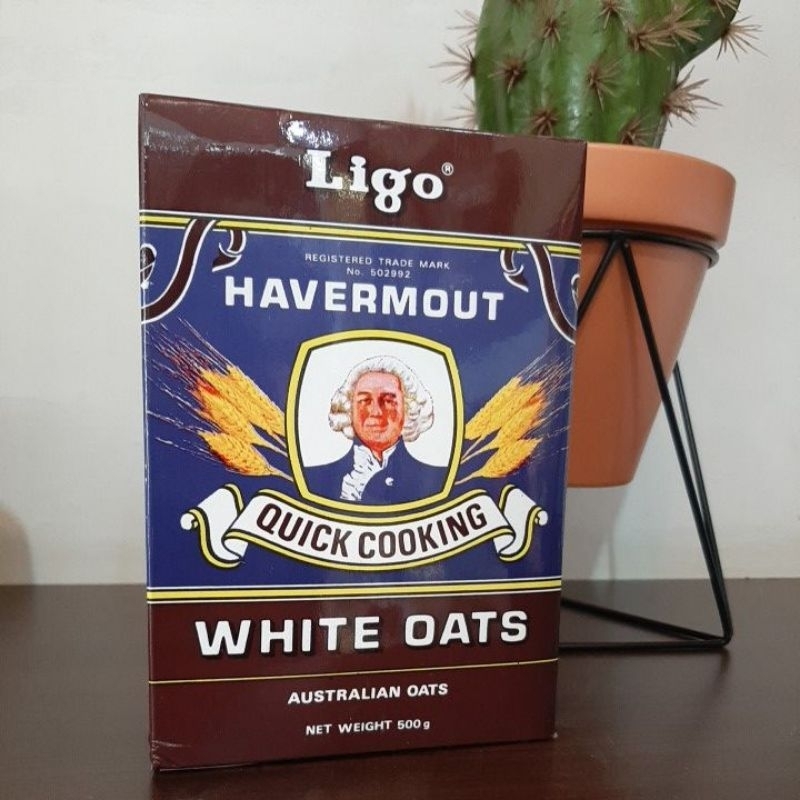 Ligo®
REGISTERED TRADE MARK
No. 502992
HAVERMOUT
QUICK COOKING
WHITE OATS
AUSTRALIAN OATS
NET WEIGHT 500g